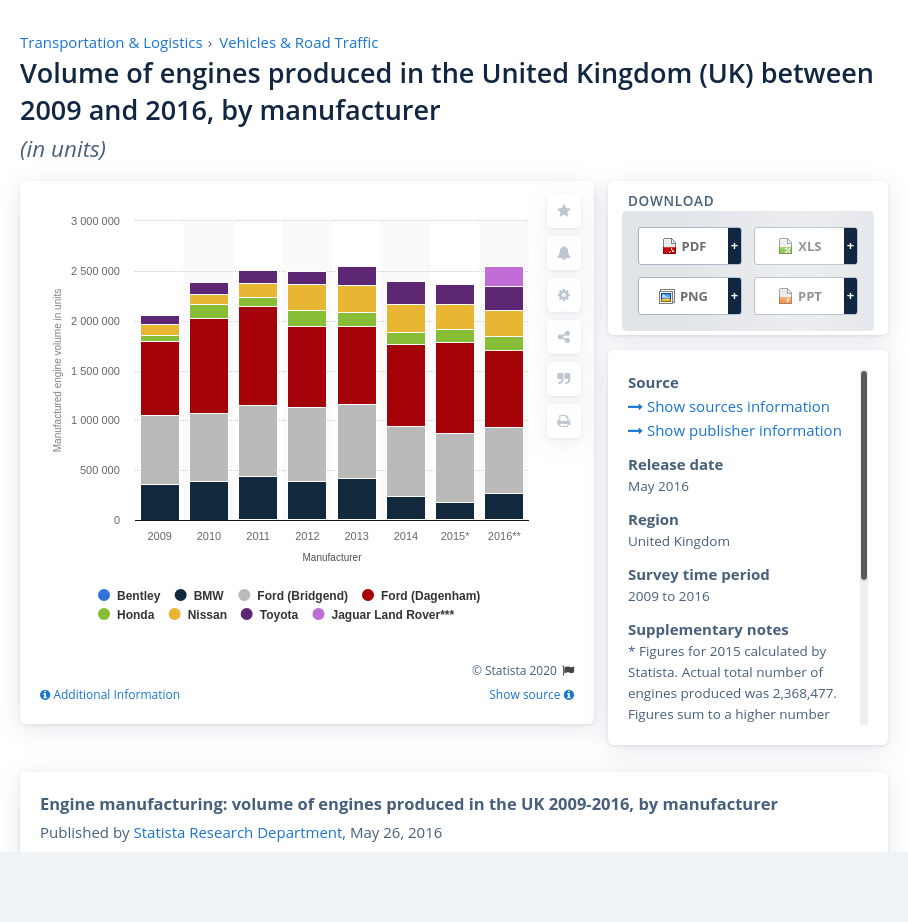 Transportation & Logistics › Vehicles & Road Traffic
Volume of engines produced in the United Kingdom (UK) between
2009 and 2016, by manufacturer
(in units)
Manufactured engine volume in units
3 000 000
2 500 000
2 000 000
1 500 000
1 000 000
500 000
0
2009 2010 2011 2012 2013 2014 2015* 2016**
Manufacturer
Bentley BMW Ford (Bridgend) Ford (Dagenham)
Honda Nissan Toyota Jaguar Land Rover***
© Statista 2020
Additional Information Show source
DOWNLOAD
PDF + XLS +
PNG + PPT +
Source
Show sources information
Show publisher information
Release date
May 2016
Region
United Kingdom
Survey time period
2009 to 2016
Supplementary notes
* Figures for 2015 calculated by
Statista. Actual total number of
engines produced was 2,368,477.
Figures sum to a higher number
Engine manufacturing: volume of engines produced in the UK 2009-2016, by manufacturer
Published by Statista Research Department, May 26, 2016